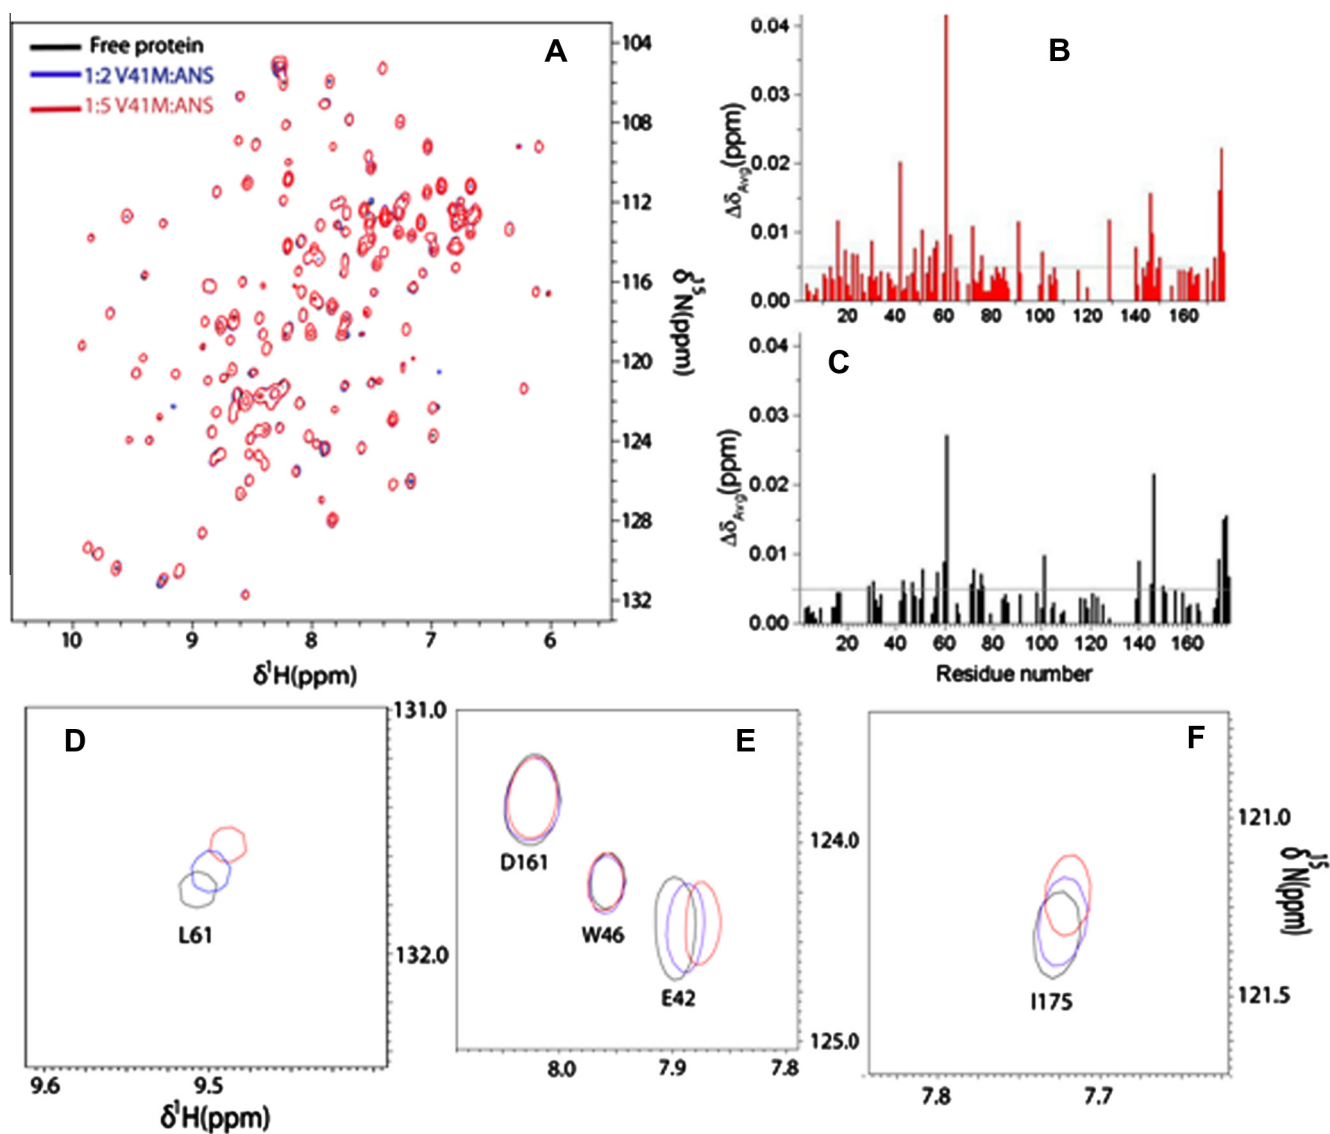 Free protein
1:2 V41M:ANS
1:5 V41M:ANS
A
104
108
112
116
120
124
128
132
δ¹⁵N(ppm)
10 9 8 7 6
δ¹H(ppm)
B
0.04
0.03
0.02
0.01
0.00
ΔδAvg(ppm)
20 40 60 80 100 120 140 160
C
0.04
0.03
0.02
0.01
0.00
ΔδAvg(ppm)
20 40 60 80 100 120 140 160
Residue number
D
L61
131.0
132.0
9.6 9.5
δ¹H(ppm)
E
D161
W46
E42
124.0
125.0
8.0 7.9 7.8
F
I175
121.0
121.5
δ¹⁵N(ppm)
7.8 7.7